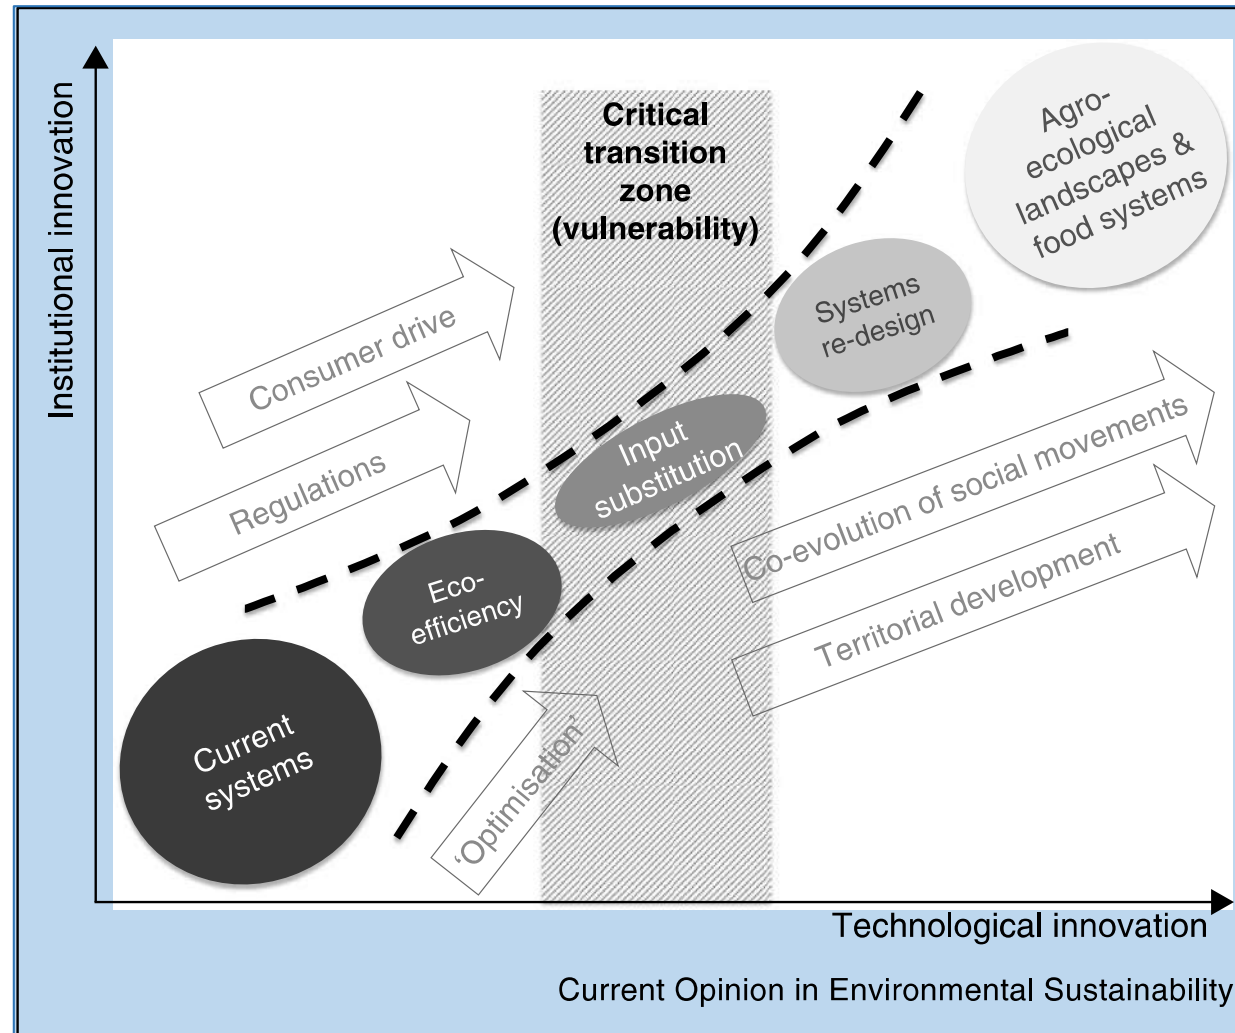 Institutional innovation
Critical
transition
zone
(vulnerability)
Agro-
ecological
landscapes &
food systems
Consumer drive
Regulations
Systems
re-design
Input
substitution
Eco-
efficiency
Co-evolution of social movements
Territorial development
Current
systems
‘Optimisation’
Technological innovation
Current Opinion in Environmental Sustainability